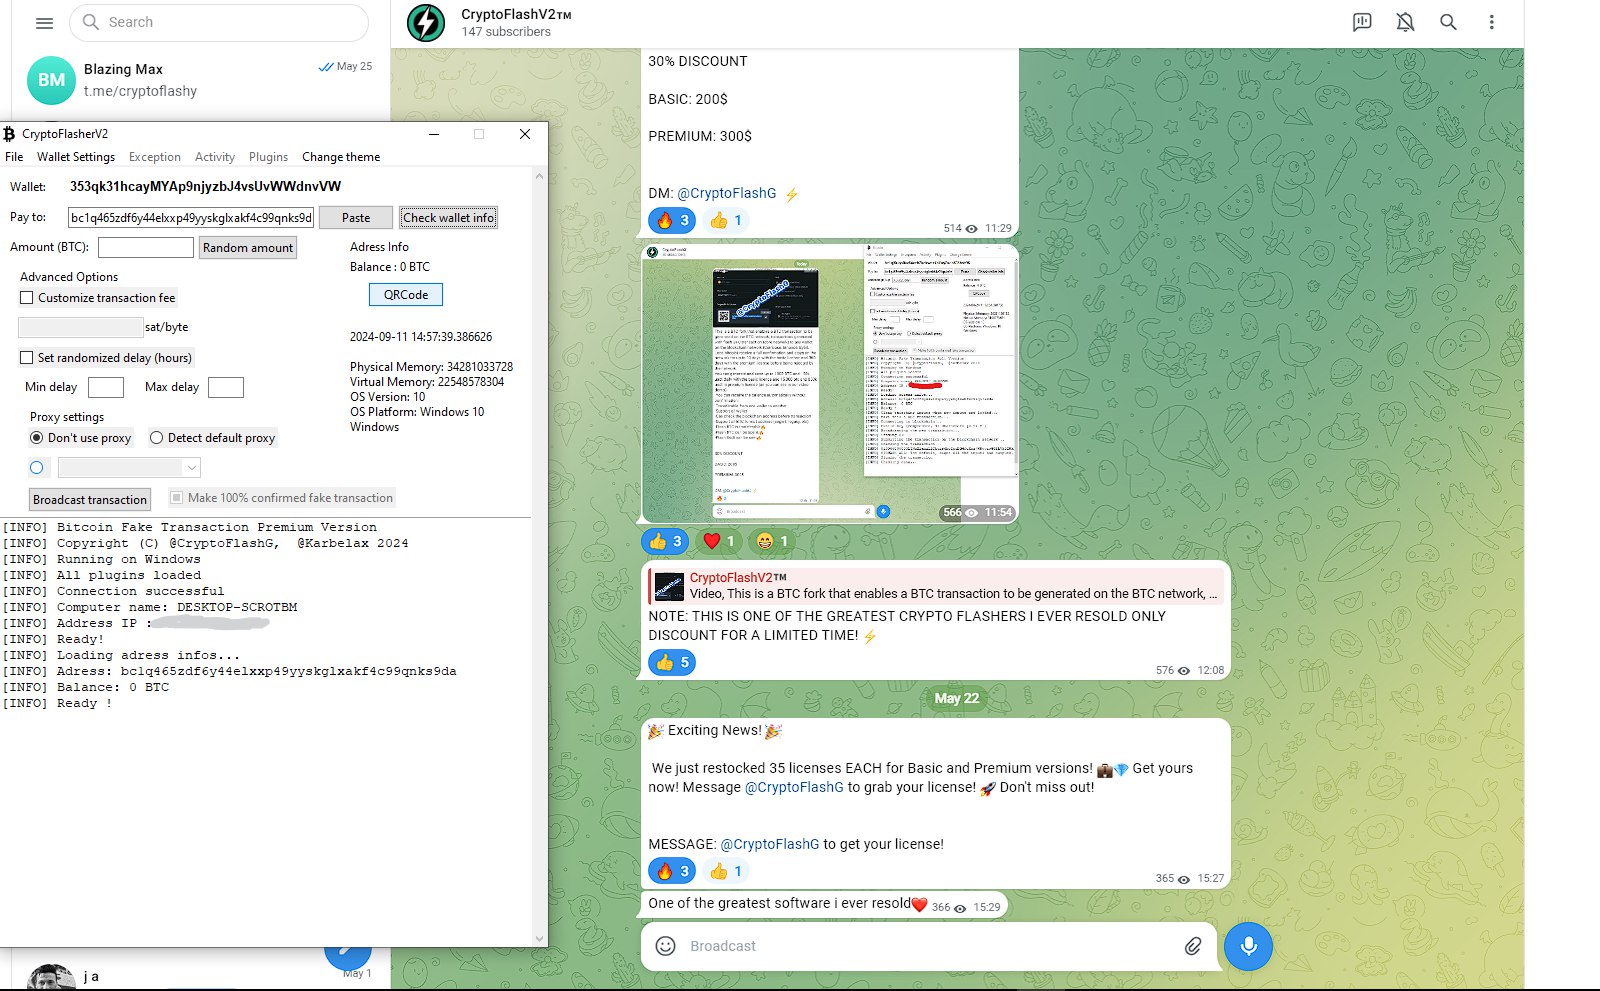 Search
BM
Blazing Max
May 25
t.me/cryptoflashy
CryptoFlashV2™
147 subscribers
CryptoFlasherV2
File Wallet Settings Exception Activity Plugins Change theme
Wallet: 353qk31hcayMYAp9njyzbJ4vsUvWWdnvVW
Pay to: bc1q465zdf6y44elxxp49yyskglxakf4c99qnks9d Paste Check wallet info
Amount (BTC): Random amount
Adress Info
Balance : 0 BTC
QRCode
Advanced Options
Customize transaction fee
sat/byte
Set randomized delay (hours)
Min delay Max delay
Proxy settings
Don't use proxy Detect default proxy
2024-09-11 14:57:39.386626
Physical Memory: 34281033728
Virtual Memory: 22548578304
OS Version: 10
OS Platform: Windows 10
Windows
Broadcast transaction Make 100% confirmed fake transaction
[INFO] Bitcoin Fake Transaction Premium Version
[INFO] Copyright (C) @CryptoFlashG, @Karbelax 2024
[INFO] Running on Windows
[INFO] All plugins loaded
[INFO] Connection successful
[INFO] Computer name: DESKTOP-SCROTBM
[INFO] Address IP :
[INFO] Ready!
[INFO] Loading adress infos...
[INFO] Adress: bc1q465zdf6y44elxxp49yyskglxakf4c99qnks9da
[INFO] Balance: 0 BTC
[INFO] Ready !
j a
May 1
30% DISCOUNT
BASIC: 200$
PREMIUM: 300$
DM: @CryptoFlashG ⚡
🔥 3 👍 1
514 11:29
@CryptoFlashG
566 11:54
👍 3 ❤️ 1 😁 1
CryptoFlashV2™
Video, This is a BTC fork that enables a BTC transaction to be generated on the BTC network, ...
NOTE: THIS IS ONE OF THE GREATEST CRYPTO FLASHERS I EVER RESOLD ONLY
DISCOUNT FOR A LIMITED TIME! ⚡
👍 5
576 12:08
May 22
🎉 Exciting News! 🎉
We just restocked 35 licenses EACH for Basic and Premium versions! 💼💎 Get yours
now! Message @CryptoFlashG to grab your license! 🚀 Don't miss out!
MESSAGE: @CryptoFlashG to get your license!
🔥 3 👍 1
365 15:27
One of the greatest software i ever resold❤️ 366 15:29
Broadcast